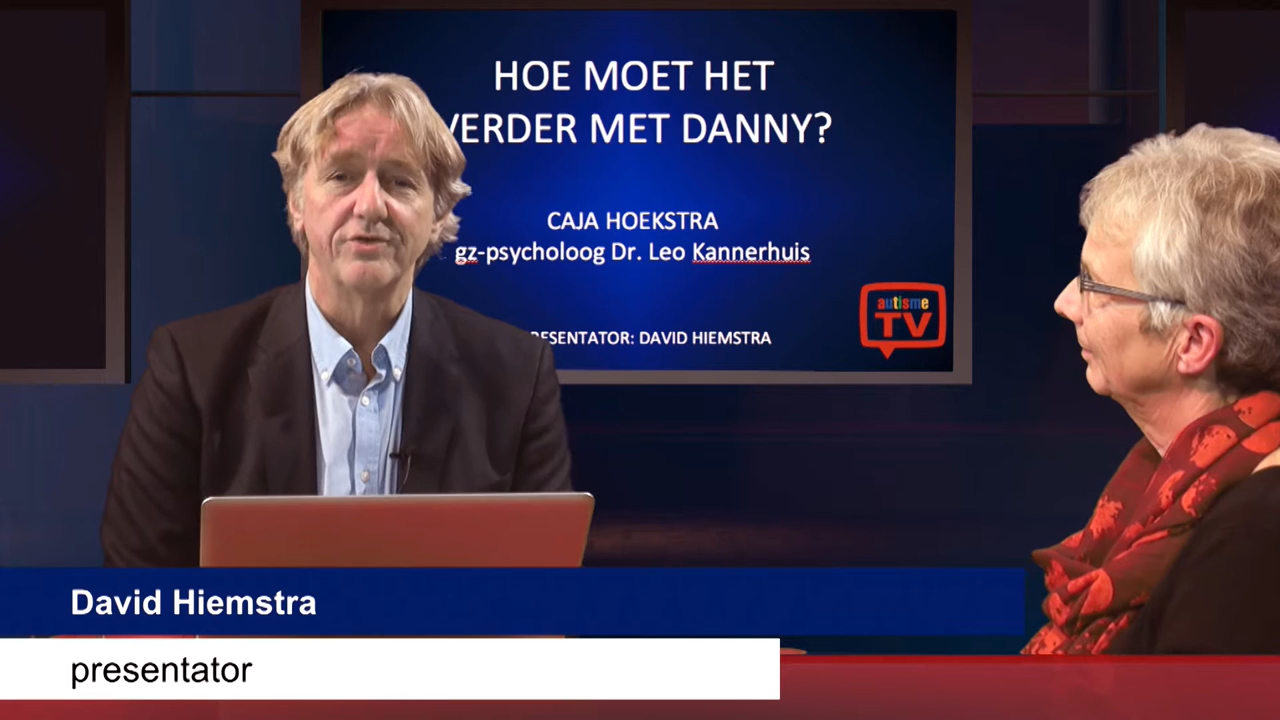 HOE MOET HET
VERDER MET DANNY?
CAJA HOEKSTRA
gz-psycholoog Dr. Leo Kannerhuis
autisme
TV
RESENTATOR: DAVID HIEMSTRA
David Hiemstra
presentator